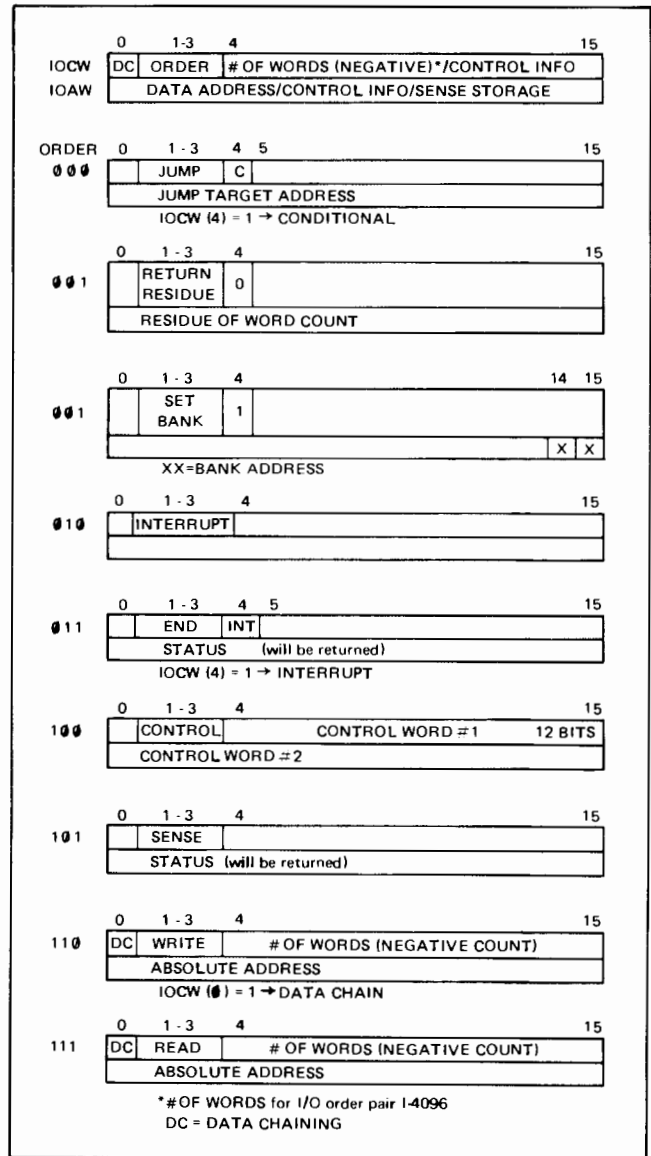 0 1-3 4 15
IOCW DC ORDER # OF WORDS (NEGATIVE)*/CONTROL INFO
IOAW DATA ADDRESS/CONTROL INFO/SENSE STORAGE
ORDER 0 1 - 3 4 5 15
000 JUMP C
JUMP TARGET ADDRESS
IOCW (4) = 1 → CONDITIONAL
0 1 - 3 4 15
001 RETURN RESIDUE 0
RESIDUE OF WORD COUNT
0 1 - 3 4 14 15
001 SET BANK 1
X X
XX=BANK ADDRESS
0 1 - 3 4 15
010 INTERRUPT
0 1 - 3 4 5 15
011 END INT
STATUS (will be returned)
IOCW (4) = 1 → INTERRUPT
0 1 - 3 4 15
100 CONTROL CONTROL WORD #1 12 BITS
CONTROL WORD #2
0 1 - 3 4 15
101 SENSE
STATUS (will be returned)
0 1 - 3 4 15
110 DC WRITE # OF WORDS (NEGATIVE COUNT)
ABSOLUTE ADDRESS
IOCW (0) = 1 → DATA CHAIN
0 1 - 3 4 15
111 DC READ # OF WORDS (NEGATIVE COUNT)
ABSOLUTE ADDRESS
*#OF WORDS for I/O order pair I-4096
DC = DATA CHAINING